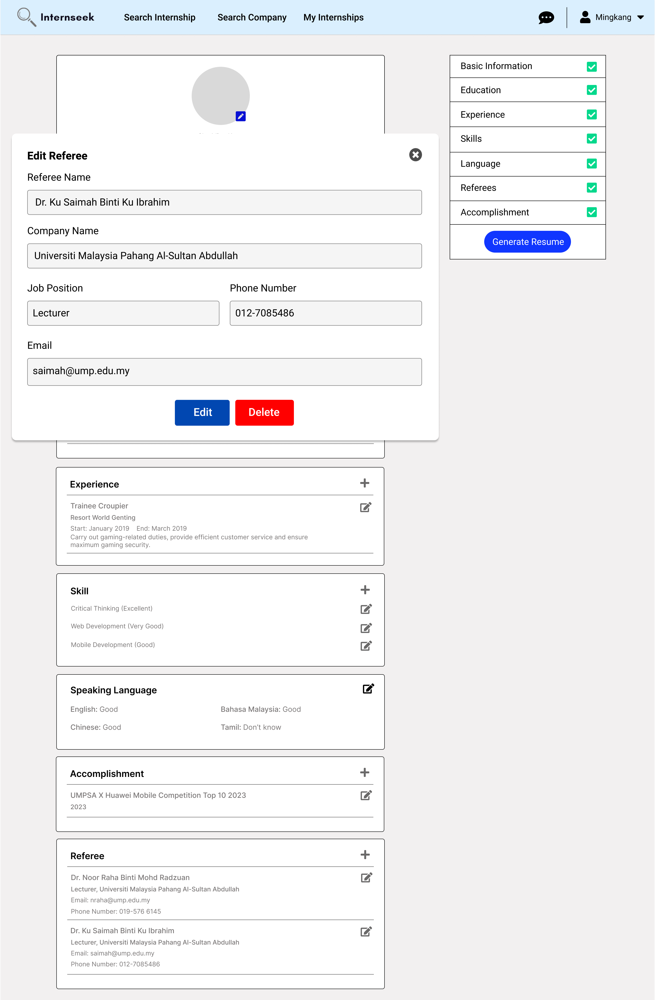 Internseek
Search Internship
Search Company
My Internships
Mingkang
Basic Information
Education
Experience
Skills
Language
Referees
Accomplishment
Generate Resume
Edit Referee
Referee Name
Dr. Ku Saimah Binti Ku Ibrahim
Company Name
Universiti Malaysia Pahang Al-Sultan Abdullah
Job Position
Phone Number
Lecturer
012-7085486
Email
saimah@ump.edu.my
Edit
Delete
Experience
Trainee Croupier
Resort World Genting
Start: January 2019 End: March 2019
Carry out gaming-related duties, provide efficient customer service and ensure
maximum gaming security.
Skill
Critical Thinking (Excellent)
Web Development (Very Good)
Mobile Development (Good)
Speaking Language
English: Good
Bahasa Malaysia: Good
Chinese: Good
Tamil: Don’t know
Accomplishment
UMPSA X Huawei Mobile Competition Top 10 2023
2023
Referee
Dr. Noor Raha Binti Mohd Radzuan
Lecturer, Universiti Malaysia Pahang Al-Sultan Abdullah
Email: nraha@ump.edu.my
Phone Number: 019-576 6145
Dr. Ku Saimah Binti Ku Ibrahim
Lecturer, Universiti Malaysia Pahang Al-Sultan Abdullah
Email: saimah@ump.edu.my
Phone Number: 012-7085486